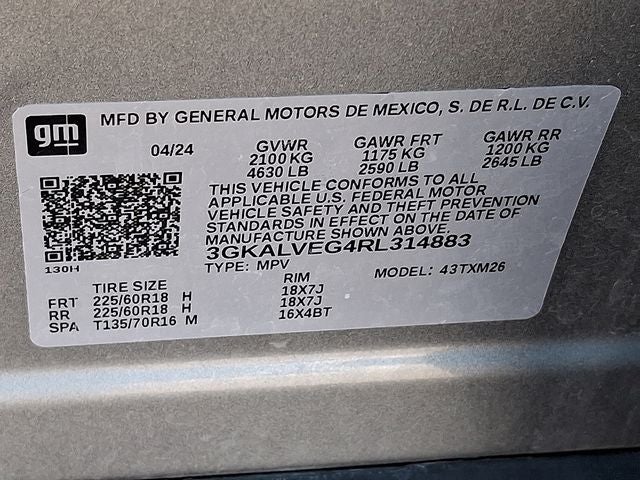 gm
MFD BY GENERAL MOTORS DE MEXICO, S. DE R.L. DE C.V.
04/24 GVWR GAWR FRT GAWR RR
2100 KG 1175 KG 1200 KG
4630 LB 2590 LB 2645 LB
THIS VEHICLE CONFORMS TO ALL
APPLICABLE U.S. FEDERAL MOTOR
VEHICLE SAFETY AND THEFT PREVENTION
STANDARDS IN EFFECT ON THE DATE OF
MANUFACTURE SHOWN ABOVE.
3GKALVEG4RL314883
130H
TYPE: MPV MODEL: 43TXM26
TIRE SIZE RIM
FRT 225/60R18 H 18X7J
RR 225/60R18 H 18X7J
SPA T135/70R16 M 16X4BT